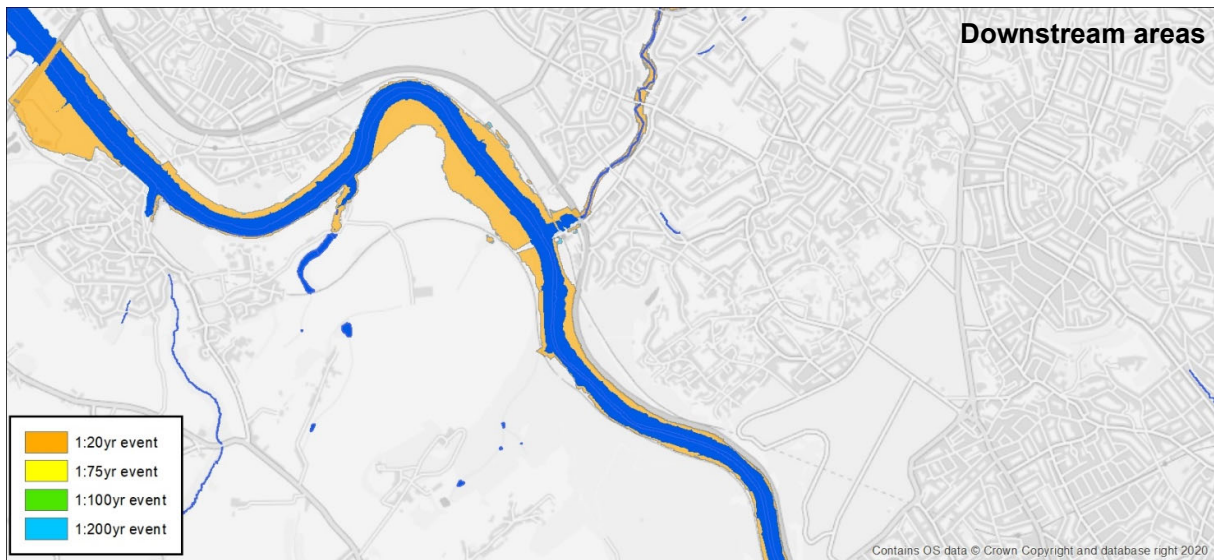 Downstream areas
1:20yr event
1:75yr event
1:100yr event
1:200yr event
Contains OS data © Crown Copyright and database right 2020